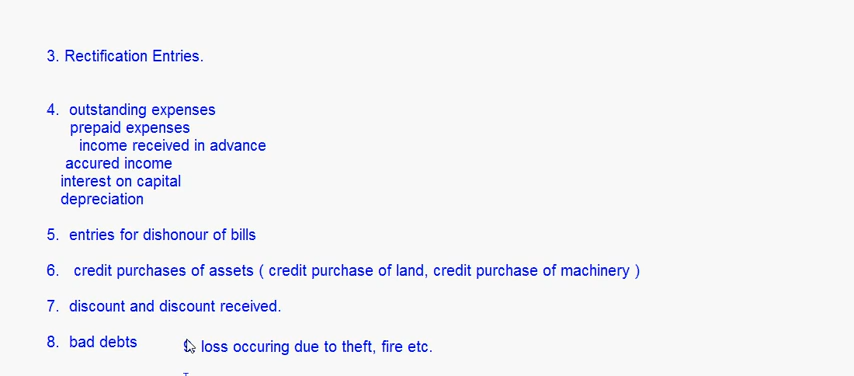 3. Rectification Entries.
4. outstanding expenses
prepaid expenses
income received in advance
accured income
interest on capital
depreciation
5. entries for dishonour of bills
6. credit purchases of assets ( credit purchase of land, credit purchase of machinery )
7. discount and discount received.
8. bad debts
loss occuring due to theft, fire etc.